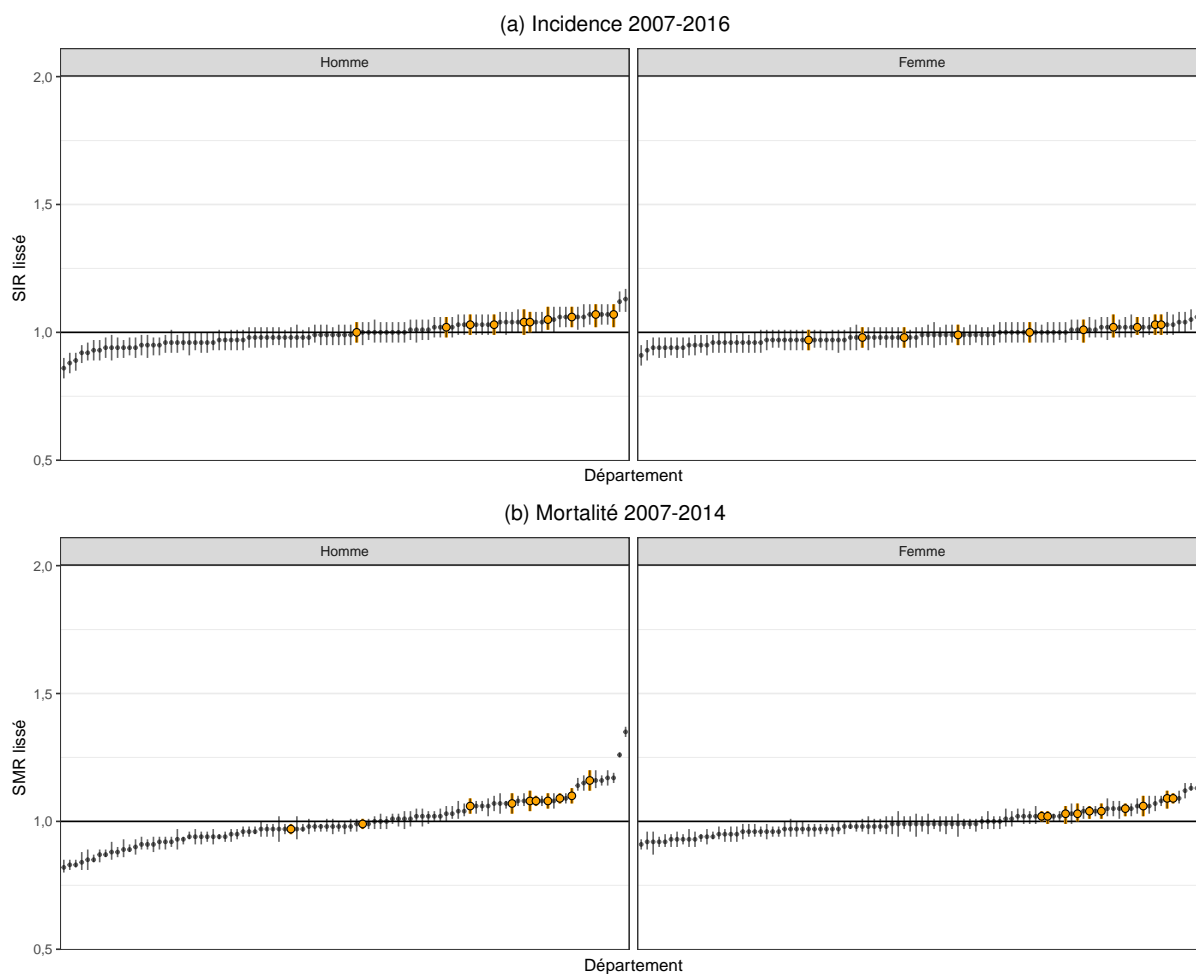 (a) Incidence 2007-2016
Homme
Femme
2,0
1,5
1,0
0,5
SIR lissé
Département
(b) Mortalité 2007-2014
Homme
Femme
2,0
1,5
1,0
0,5
SMR lissé
Département